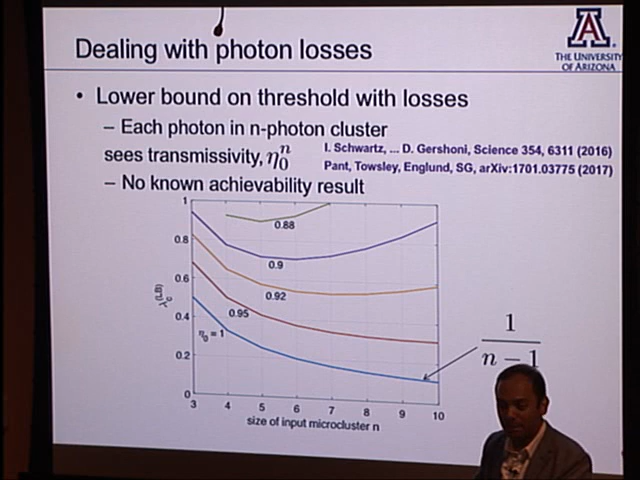 Dealing with photon losses
A
THE UNIVERSITY
OF ARIZONA
• Lower bound on threshold with losses
– Each photon in n-photon cluster
sees transmissivity, η₀ⁿ
I. Schwartz, ... D. Gershoni, Science 354, 6311 (2016)
Pant, Towsley, Englund, SG, arXiv:1701.03775 (2017)
– No known achievability result
1
0.8
0.6
0.4
0.2
0
λc(LB)
0.88
0.9
0.92
0.95
η₀ = 1
3 4 5 6 7 8 9 10
size of input microcluster n
1
n − 1